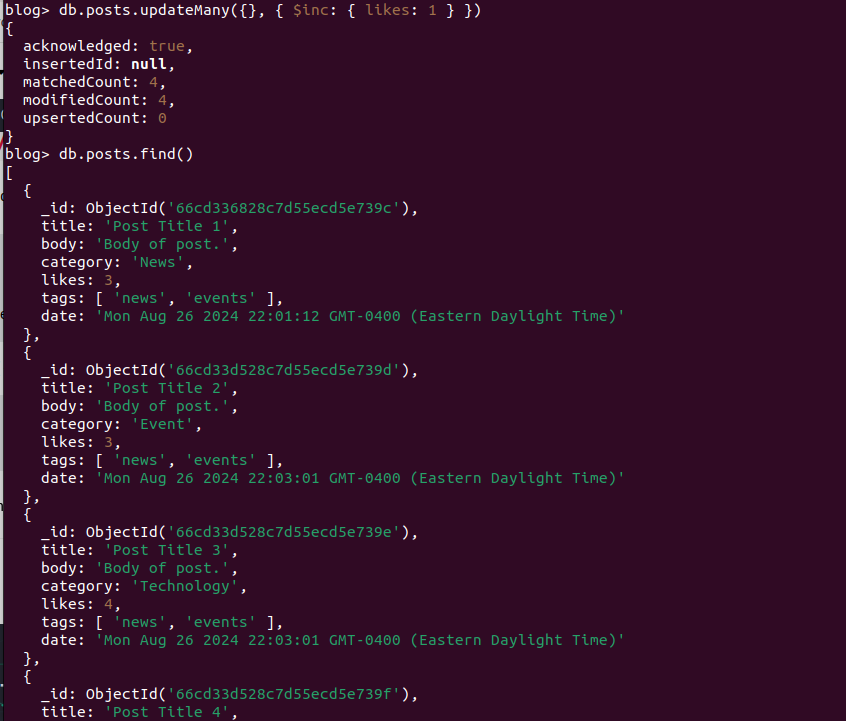 blog> db.posts.updateMany({}, { $inc: { likes: 1 } })
{
  acknowledged: true,
  insertedId: null,
  matchedCount: 4,
  modifiedCount: 4,
  upsertedCount: 0
}
blog> db.posts.find()
[
  {
    _id: ObjectId('66cd336828c7d55ecd5e739c'),
    title: 'Post Title 1',
    body: 'Body of post.',
    category: 'News',
    likes: 3,
    tags: [ 'news', 'events' ],
    date: 'Mon Aug 26 2024 22:01:12 GMT-0400 (Eastern Daylight Time)'
  },
  {
    _id: ObjectId('66cd33d528c7d55ecd5e739d'),
    title: 'Post Title 2',
    body: 'Body of post.',
    category: 'Event',
    likes: 3,
    tags: [ 'news', 'events' ],
    date: 'Mon Aug 26 2024 22:03:01 GMT-0400 (Eastern Daylight Time)'
  },
  {
    _id: ObjectId('66cd33d528c7d55ecd5e739e'),
    title: 'Post Title 3',
    body: 'Body of post.',
    category: 'Technology',
    likes: 4,
    tags: [ 'news', 'events' ],
    date: 'Mon Aug 26 2024 22:03:01 GMT-0400 (Eastern Daylight Time)'
  },
  {
    _id: ObjectId('66cd33d528c7d55ecd5e739f'),
    title: 'Post Title 4',